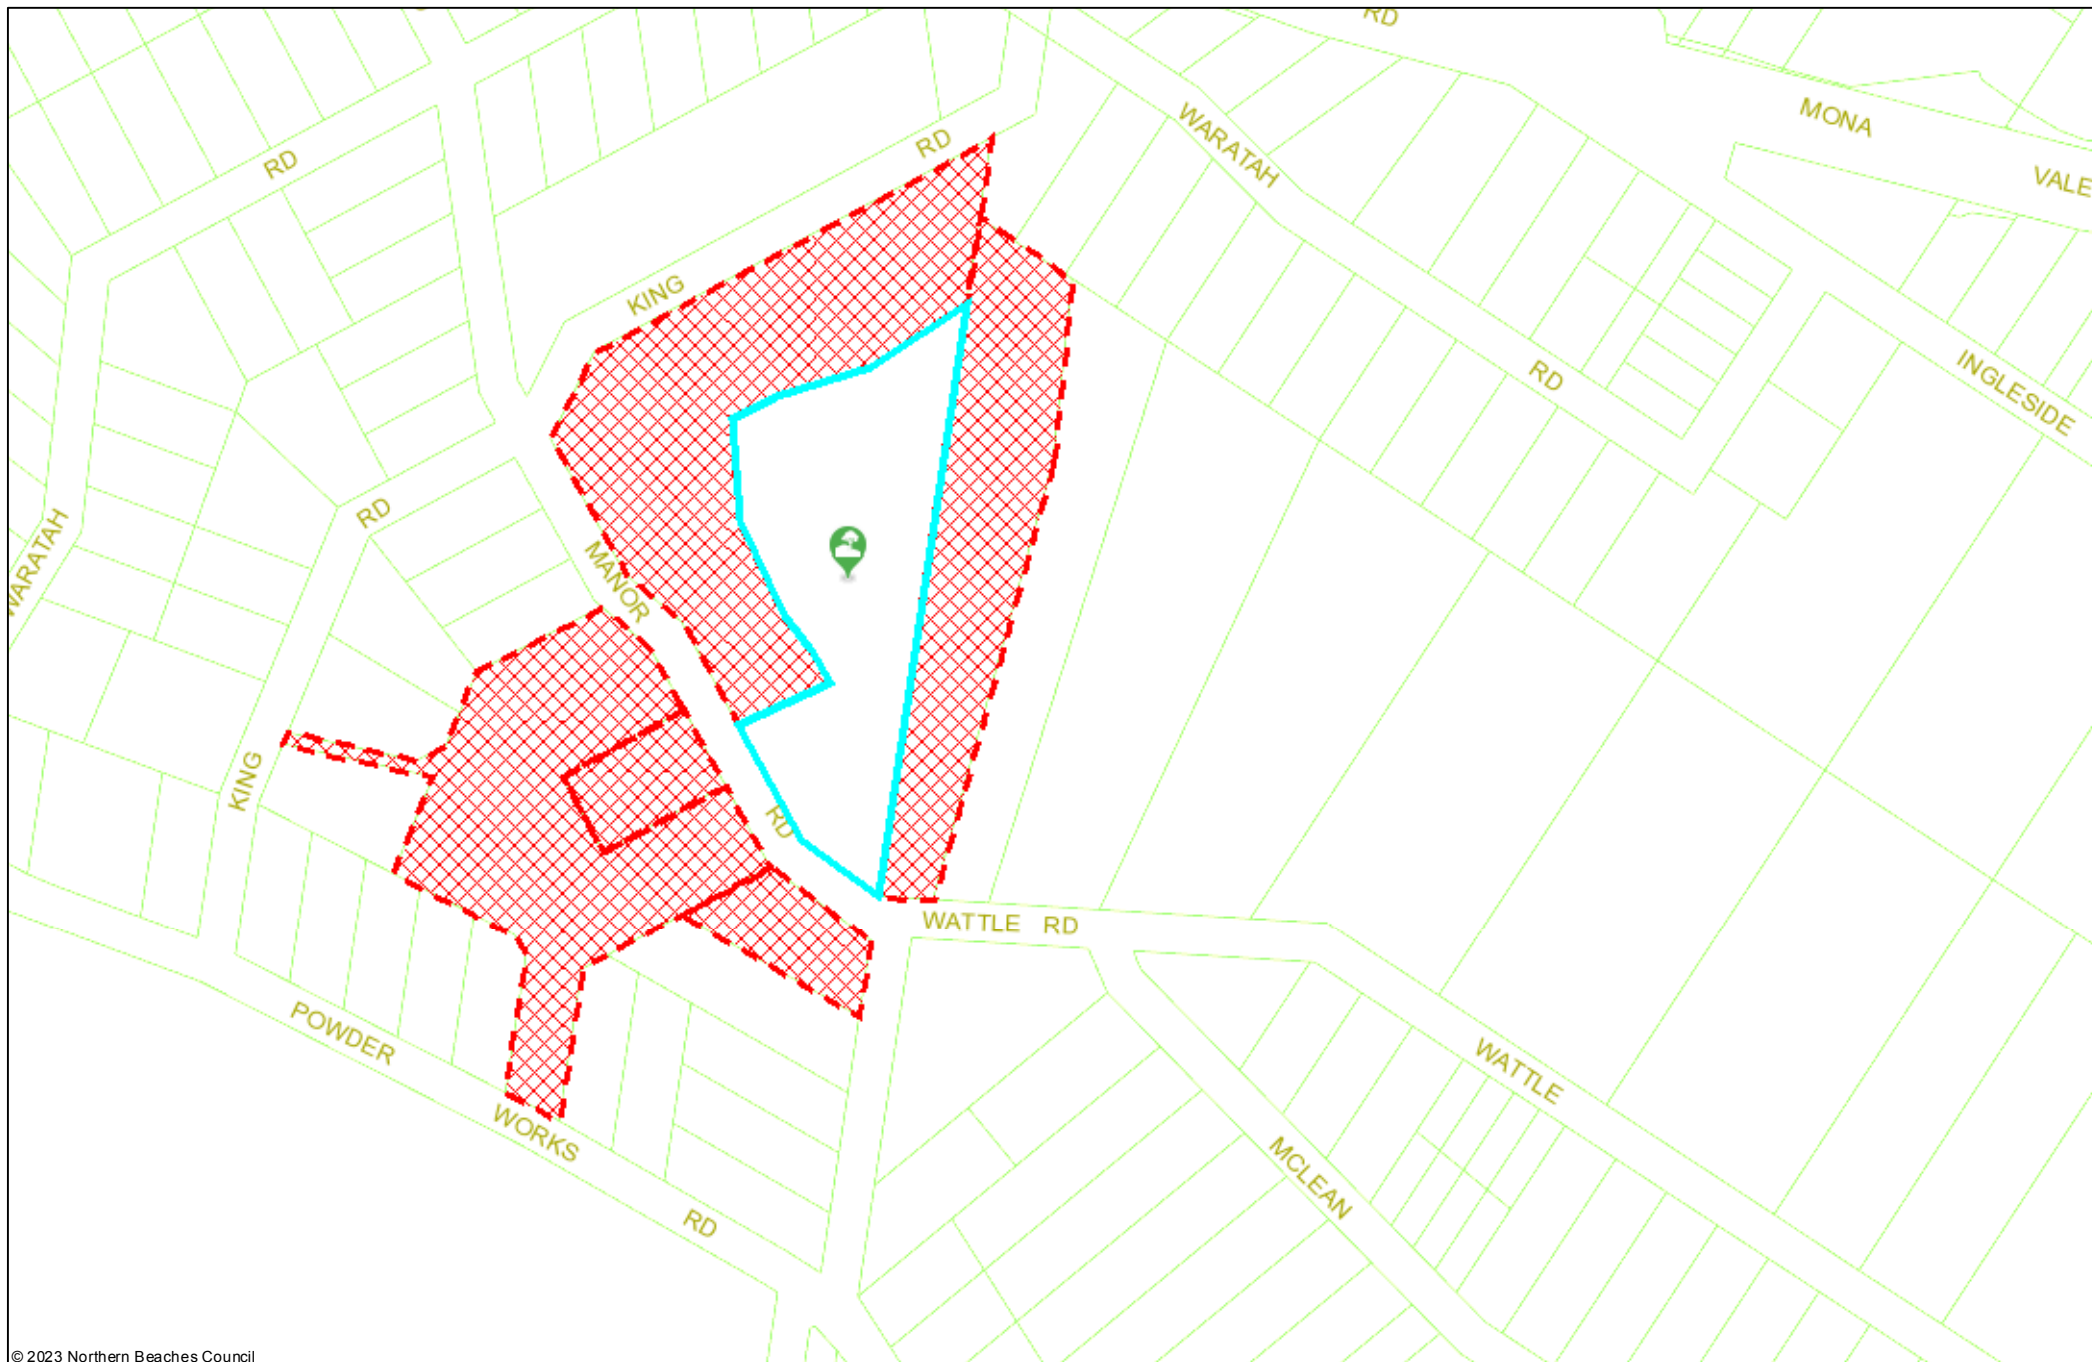 RD
MONA
WARATAH
RD
RD
VALE
KING
RD
INGLESIDE
RD
WARATAH
MANOR
KING
RD
WATTLE RD
POWDER
WATTLE
WORKS
MCLEAN
RD
© 2023 Northern Beaches Council